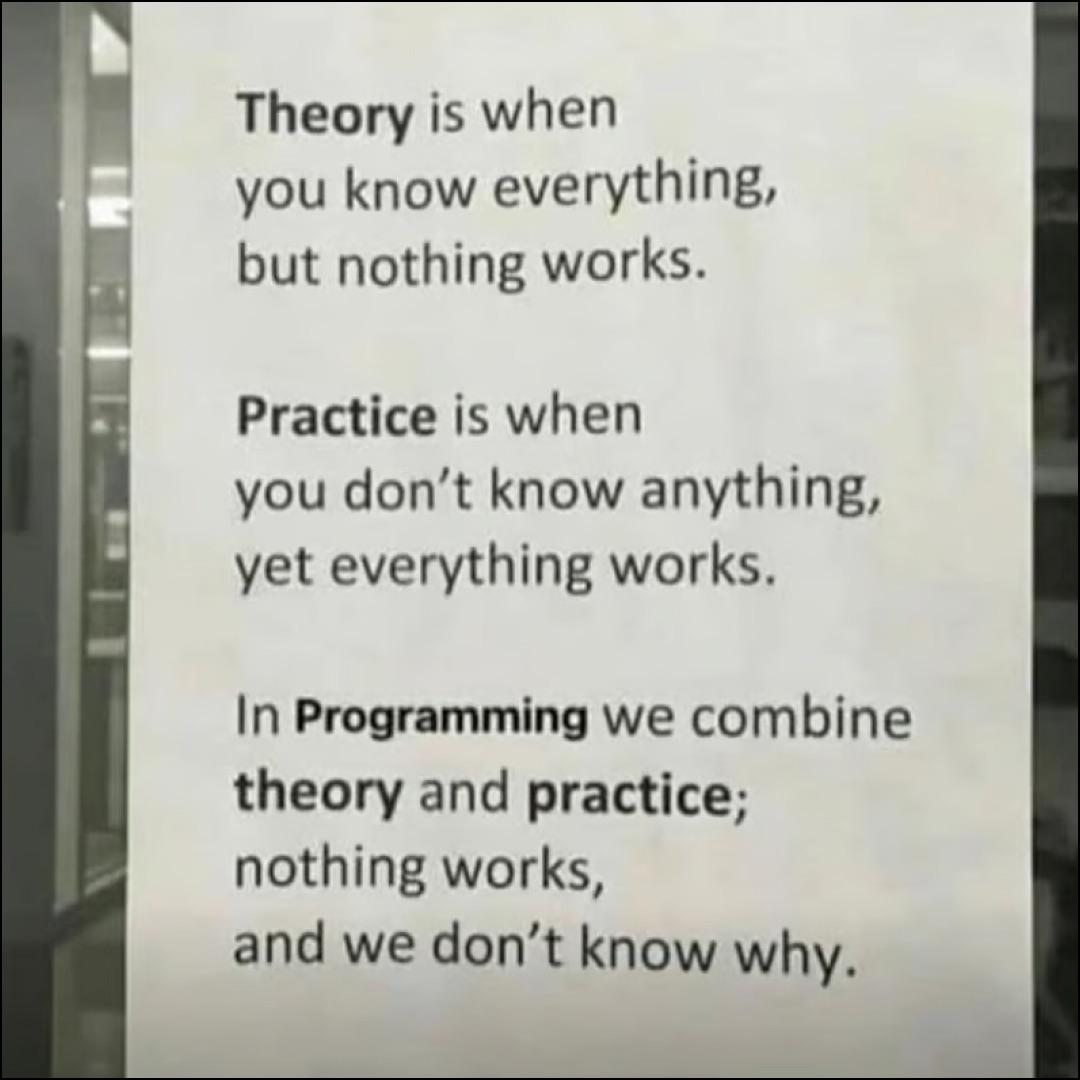 Theory is when
you know everything,
but nothing works.
Practice is when
you don't know anything,
yet everything works.
In Programming we combine
theory and practice;
nothing works,
and we don't know why.